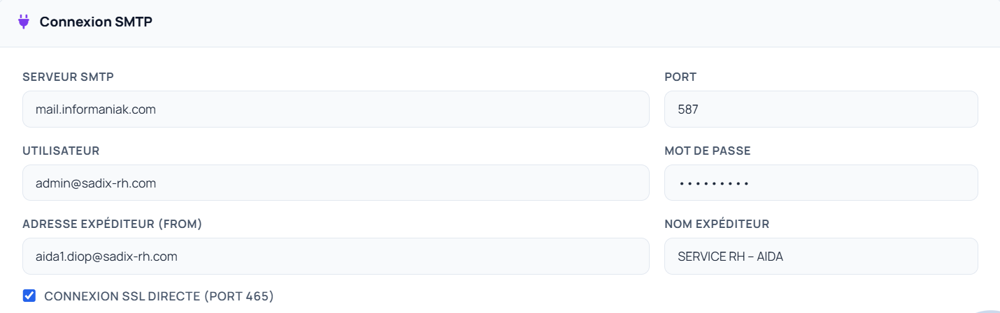 Connexion SMTP
SERVEUR SMTP
PORT
mail.informaniak.com
587
UTILISATEUR
MOT DE PASSE
admin@sadix-rh.com
•••••••••
ADRESSE EXPÉDITEUR (FROM)
NOM EXPÉDITEUR
aida1.diop@sadix-rh.com
SERVICE RH – AIDA
CONNEXION SSL DIRECTE (PORT 465)